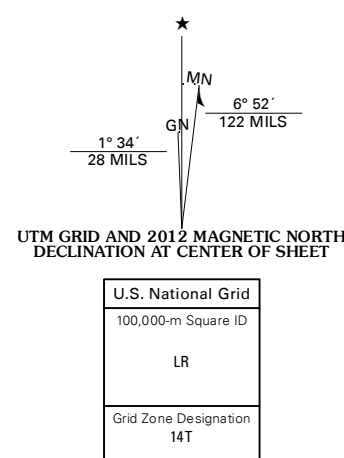 ★
MN
GN
6° 52´
122 MILS
1° 34´
28 MILS
UTM GRID AND 2012 MAGNETIC NORTH
DECLINATION AT CENTER OF SHEET
U.S. National Grid
100,000-m Square ID
LR
Grid Zone Designation
14T